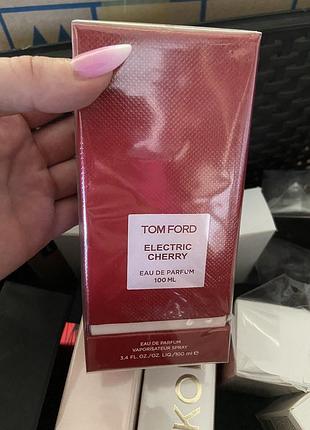 TOM FORD
ELECTRIC
CHERRY
EAU DE PARFUM
100 ML
EAU DE PARFUM
VAPORISATEUR SPRAY
3.4 FL.OZ./OZ. LIQ./100 ml ℮
KO